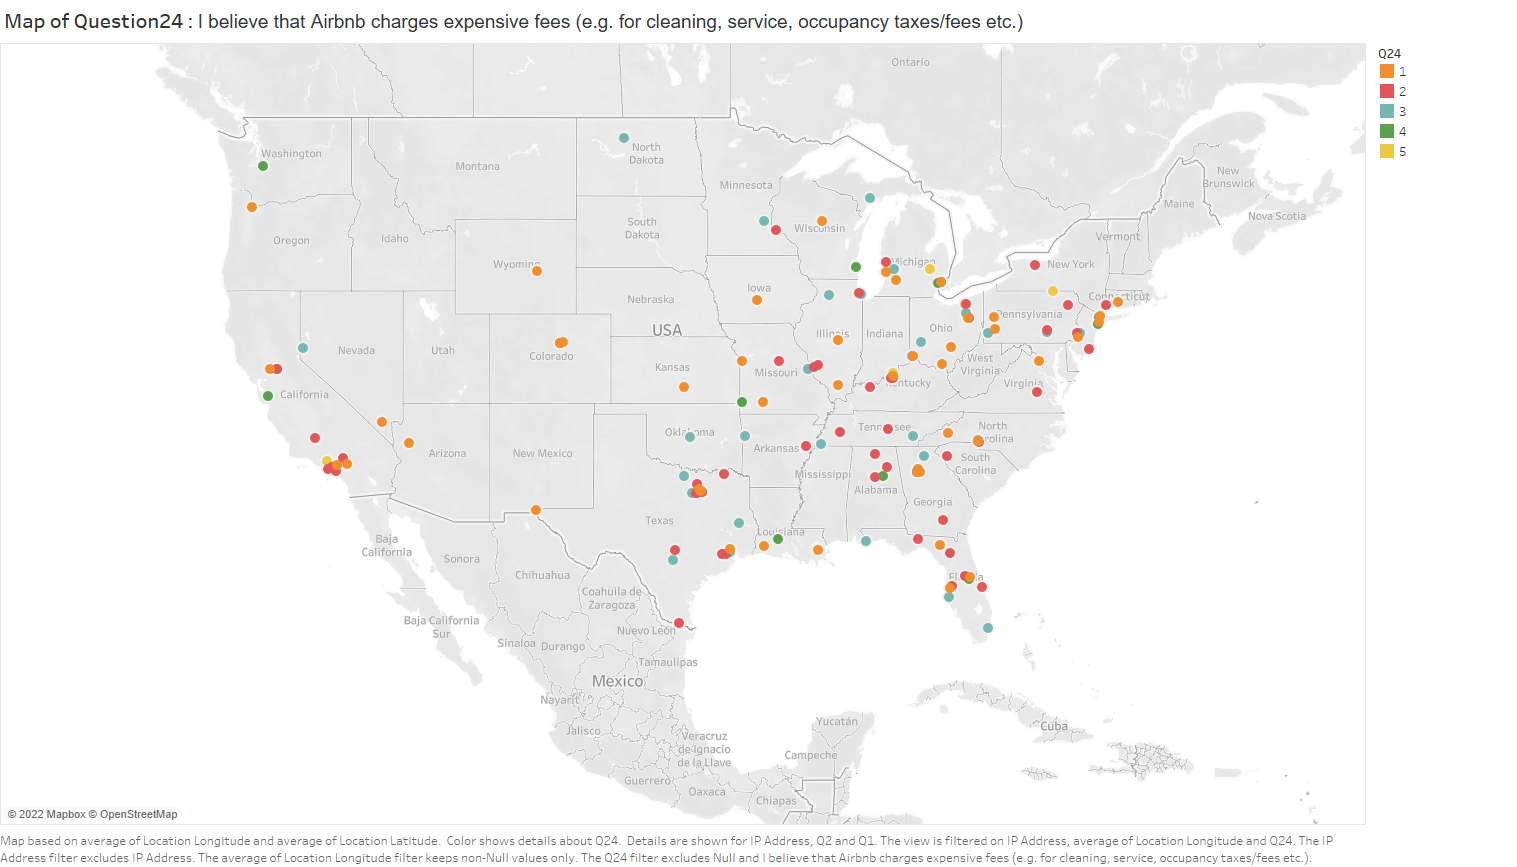 Map of Question24 : I believe that Airbnb charges expensive fees (e.g. for cleaning, service, occupancy taxes/fees etc.)
Q24
1
2
3
4
5
Ontario
Washington
Montana
North
Dakota
Minnesota
New
Brunswick
Maine
Nova Scotia
Oregon
Idaho
South
Dakota
Wisconsin
Vermont
Wyoming
Michigan
New York
Iowa
Nebraska
Connecticut
USA
Pennsylvania
Nevada
Utah
Colorado
Illinois
Indiana
Ohio
Kansas
Missouri
West
Virginia
Virginia
Kentucky
California
Oklahoma
Tennessee
North
Carolina
Arizona
New Mexico
Arkansas
South
Carolina
Mississippi
Alabama
Georgia
Texas
Louisiana
Baja
California
Sonora
Chihuahua
Florida
Coahuila de
Zaragoza
Baja California
Sur
Nuevo León
Sinaloa
Durango
Tamaulipas
Mexico
Nayarit
Jalisco
Veracruz
de Ignacio
de la Llave
Yucatán
Cuba
Campeche
Guerrero
Oaxaca
Chiapas
© 2022 Mapbox © OpenStreetMap
Map based on average of Location Longitude and average of Location Latitude.  Color shows details about Q24.  Details are shown for IP Address, Q2 and Q1. The view is filtered on IP Address, average of Location Longitude and Q24. The IP
Address filter excludes IP Address. The average of Location Longitude filter keeps non-Null values only. The Q24 filter excludes Null and I believe that Airbnb charges expensive fees (e.g. for cleaning, service, occupancy taxes/fees etc.).